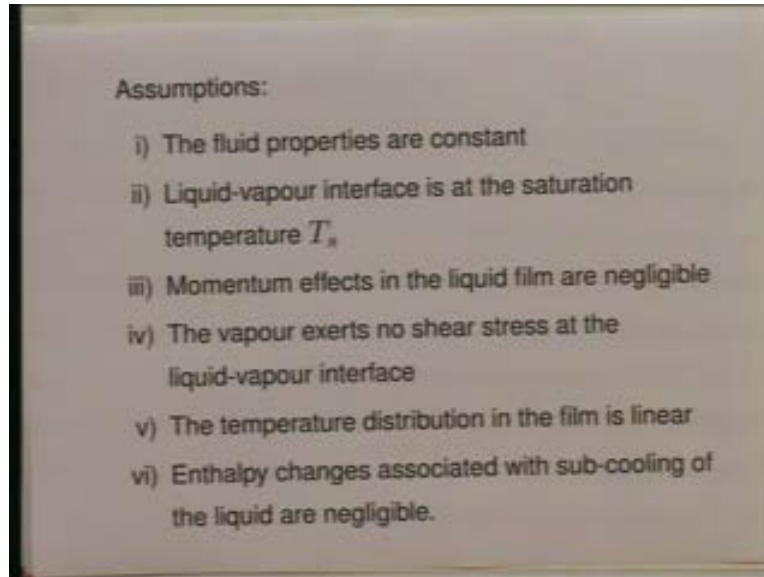 Assumptions:
i) The fluid properties are constant
ii) Liquid-vapour interface is at the saturation
temperature Tₛ
iii) Momentum effects in the liquid film are negligible
iv) The vapour exerts no shear stress at the
liquid-vapour interface
v) The temperature distribution in the film is linear
vi) Enthalpy changes associated with sub-cooling of
the liquid are negligible.